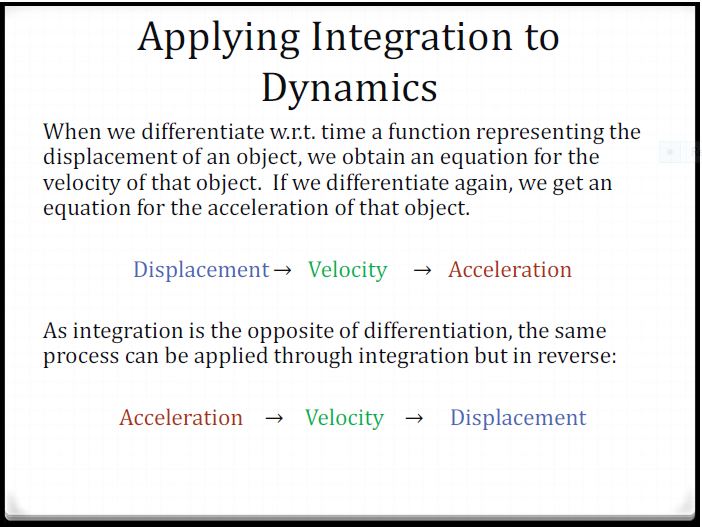 Applying Integration to
Dynamics
When we differentiate w.r.t. time a function representing the
displacement of an object, we obtain an equation for the
velocity of that object. If we differentiate again, we get an
equation for the acceleration of that object.
Displacement → Velocity → Acceleration
As integration is the opposite of differentiation, the same
process can be applied through integration but in reverse:
Acceleration → Velocity → Displacement